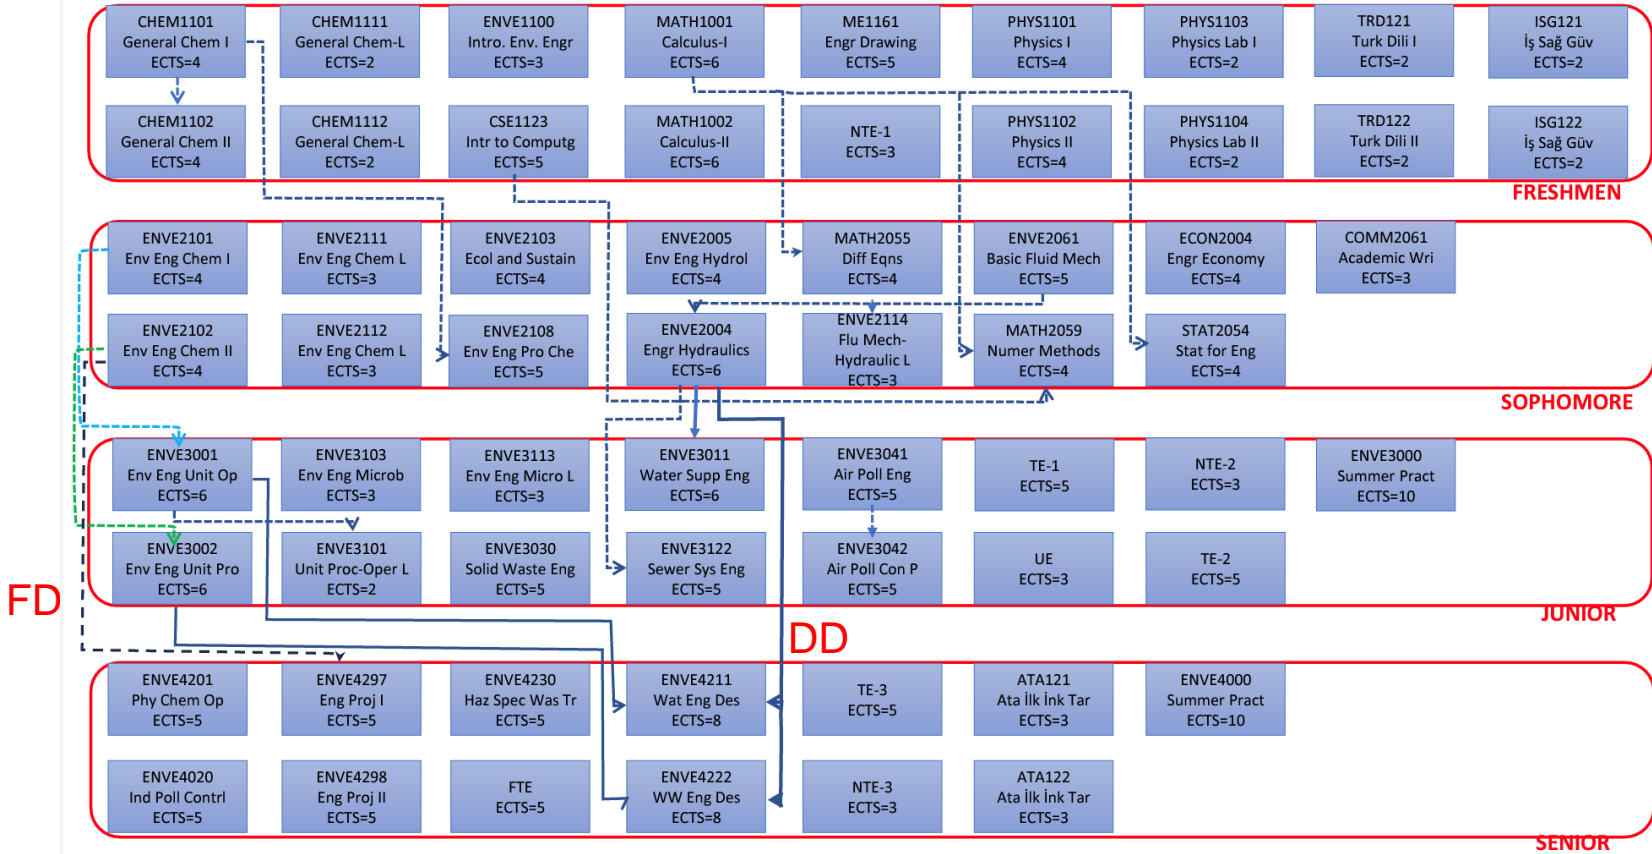 CHEM1101
General Chem I
ECTS=4
CHEM1111
General Chem-L
ECTS=2
ENVE1100
Intro. Env. Engr
ECTS=3
MATH1001
Calculus-I
ECTS=6
ME1161
Engr Drawing
ECTS=5
PHYS1101
Physics I
ECTS=4
PHYS1103
Physics Lab I
ECTS=2
TRD121
Turk Dili I
ECTS=2
ISG121
İş Sağ Güv
ECTS=2
CHEM1102
General Chem II
ECTS=4
CHEM1112
General Chem-L
ECTS=2
CSE1123
Intr to Computg
ECTS=5
MATH1002
Calculus-II
ECTS=6
NTE-1
ECTS=3
PHYS1102
Physics II
ECTS=4
PHYS1104
Physics Lab II
ECTS=2
TRD122
Turk Dili II
ECTS=2
ISG122
İş Sağ Güv
ECTS=2
FRESHMEN
ENVE2101
Env Eng Chem I
ECTS=4
ENVE2111
Env Eng Chem L
ECTS=3
ENVE2103
Ecol and Sustain
ECTS=4
ENVE2005
Env Eng Hydrol
ECTS=4
MATH2055
Diff Eqns
ECTS=4
ENVE2061
Basic Fluid Mech
ECTS=5
ECON2004
Engr Economy
ECTS=4
COMM2061
Academic Wri
ECTS=3
ENVE2102
Env Eng Chem II
ECTS=4
ENVE2112
Env Eng Chem L
ECTS=3
ENVE2108
Env Eng Pro Che
ECTS=5
ENVE2004
Engr Hydraulics
ECTS=6
ENVE2114
Flu Mech-
Hydraulic L
ECTS=3
MATH2059
Numer Methods
ECTS=4
STAT2054
Stat for Eng
ECTS=4
SOPHOMORE
ENVE3001
Env Eng Unit Op
ECTS=6
ENVE3103
Env Eng Microb
ECTS=3
ENVE3113
Env Eng Micro L
ECTS=3
ENVE3011
Water Supp Eng
ECTS=6
ENVE3041
Air Poll Eng
ECTS=5
TE-1
ECTS=5
NTE-2
ECTS=3
ENVE3000
Summer Pract
ECTS=10
ENVE3002
Env Eng Unit Pro
ECTS=6
ENVE3101
Unit Proc-Oper L
ECTS=2
ENVE3030
Solid Waste Eng
ECTS=5
ENVE3122
Sewer Sys Eng
ECTS=5
ENVE3042
Air Poll Con P
ECTS=5
UE
ECTS=3
TE-2
ECTS=5
JUNIOR
FD
DD
ENVE4201
Phy Chem Op
ECTS=5
ENVE4297
Eng Proj I
ECTS=5
ENVE4230
Haz Spec Was Tr
ECTS=5
ENVE4211
Wat Eng Des
ECTS=8
TE-3
ECTS=5
ATA121
Ata İlk İnk Tar
ECTS=3
ENVE4000
Summer Pract
ECTS=10
ENVE4020
Ind Poll Contrl
ECTS=5
ENVE4298
Eng Proj II
ECTS=5
FTE
ECTS=5
ENVE4222
WW Eng Des
ECTS=8
NTE-3
ECTS=3
ATA122
Ata İlk İnk Tar
ECTS=3
SENIOR